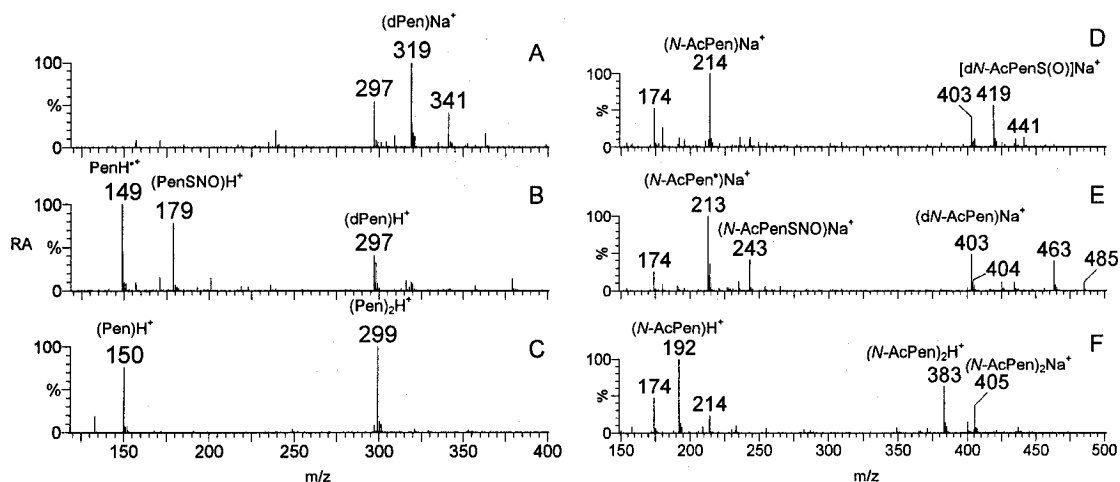 (dPen)Na+
A
319
100
297
341
%
0
PenH•+
B
149
(PenSNO)H+
100
179
(dPen)H+
297
RA
%
0
(Pen)2H+
C
(Pen)H+
299
100
150
%
0
150 200 250 300 350 400
m/z
D
(N-AcPen)Na+
[dN-AcPenS(O)]Na+
214
100
174
403 419
441
%
0
(N-AcPen•)Na+
E
213
(N-AcPenSNO)Na+
(dN-AcPen)Na+
100
243
403
463
485
404
174
%
0
(N-AcPen)H+
F
192
(N-AcPen)2H+
(N-AcPen)2Na+
100
383
405
174
214
%
0
150 200 250 300 350 400 450 500
m/z